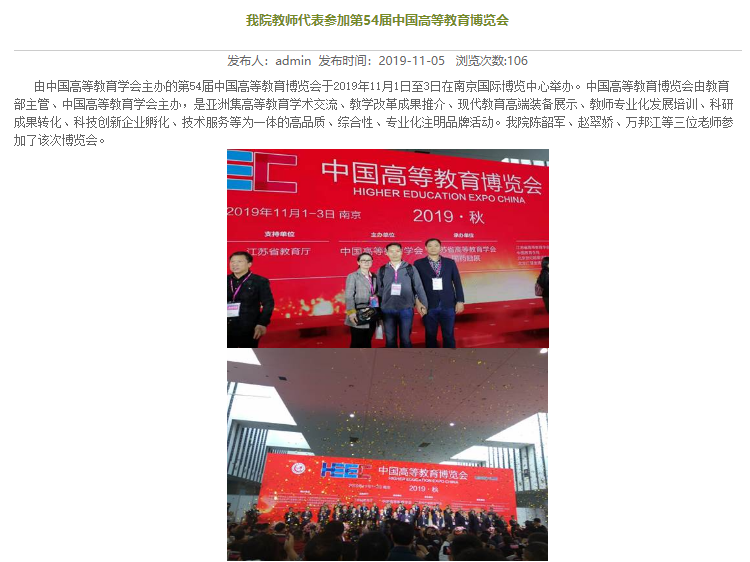 我院教师代表参加第54届中国高等教育博览会
发布人：admin 发布时间：2019-11-05 浏览次数:106
由中国高等教育学会主办的第54届中国高等教育博览会于2019年11月1日至3日在南京国际博览中心举办。中国高等教育博览会由教育
部主管、中国高等教育学会主办，是亚洲集高等教育学术交流、教学改革成果推介、现代教育高端装备展示、教师专业化发展培训、科研
成果转化、科技创新企业孵化、技术服务等为一体的高品质、综合性、专业化注明品牌活动。我院陈韶军、赵翠娇、万邦江等三位老师参
加了该次博览会。
EC
中国高等教育博览会
HIGHER EDUCATION EXPO CHINA
2019年11月1-3日 南京
2019·秋
支持单位
主办单位
承办单位
江苏省教育厅
中国高等教育学会
江苏省高等教育学会
HEEC
中国高等教育博览会
HIGHER EDUCATION EXPO CHINA
2019·秋